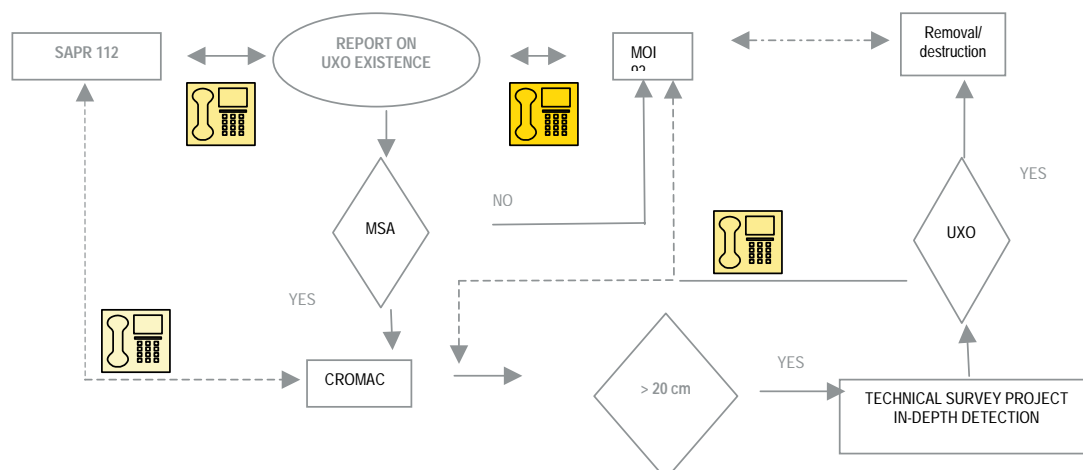 SAPR 112
REPORT ON
UXO EXISTENCE
MOI
Removal/
destruction
YES
NO
MSA
UXO
YES
CROMAC
> 20 cm
YES
TECHNICAL SURVEY PROJECT
IN-DEPTH DETECTION